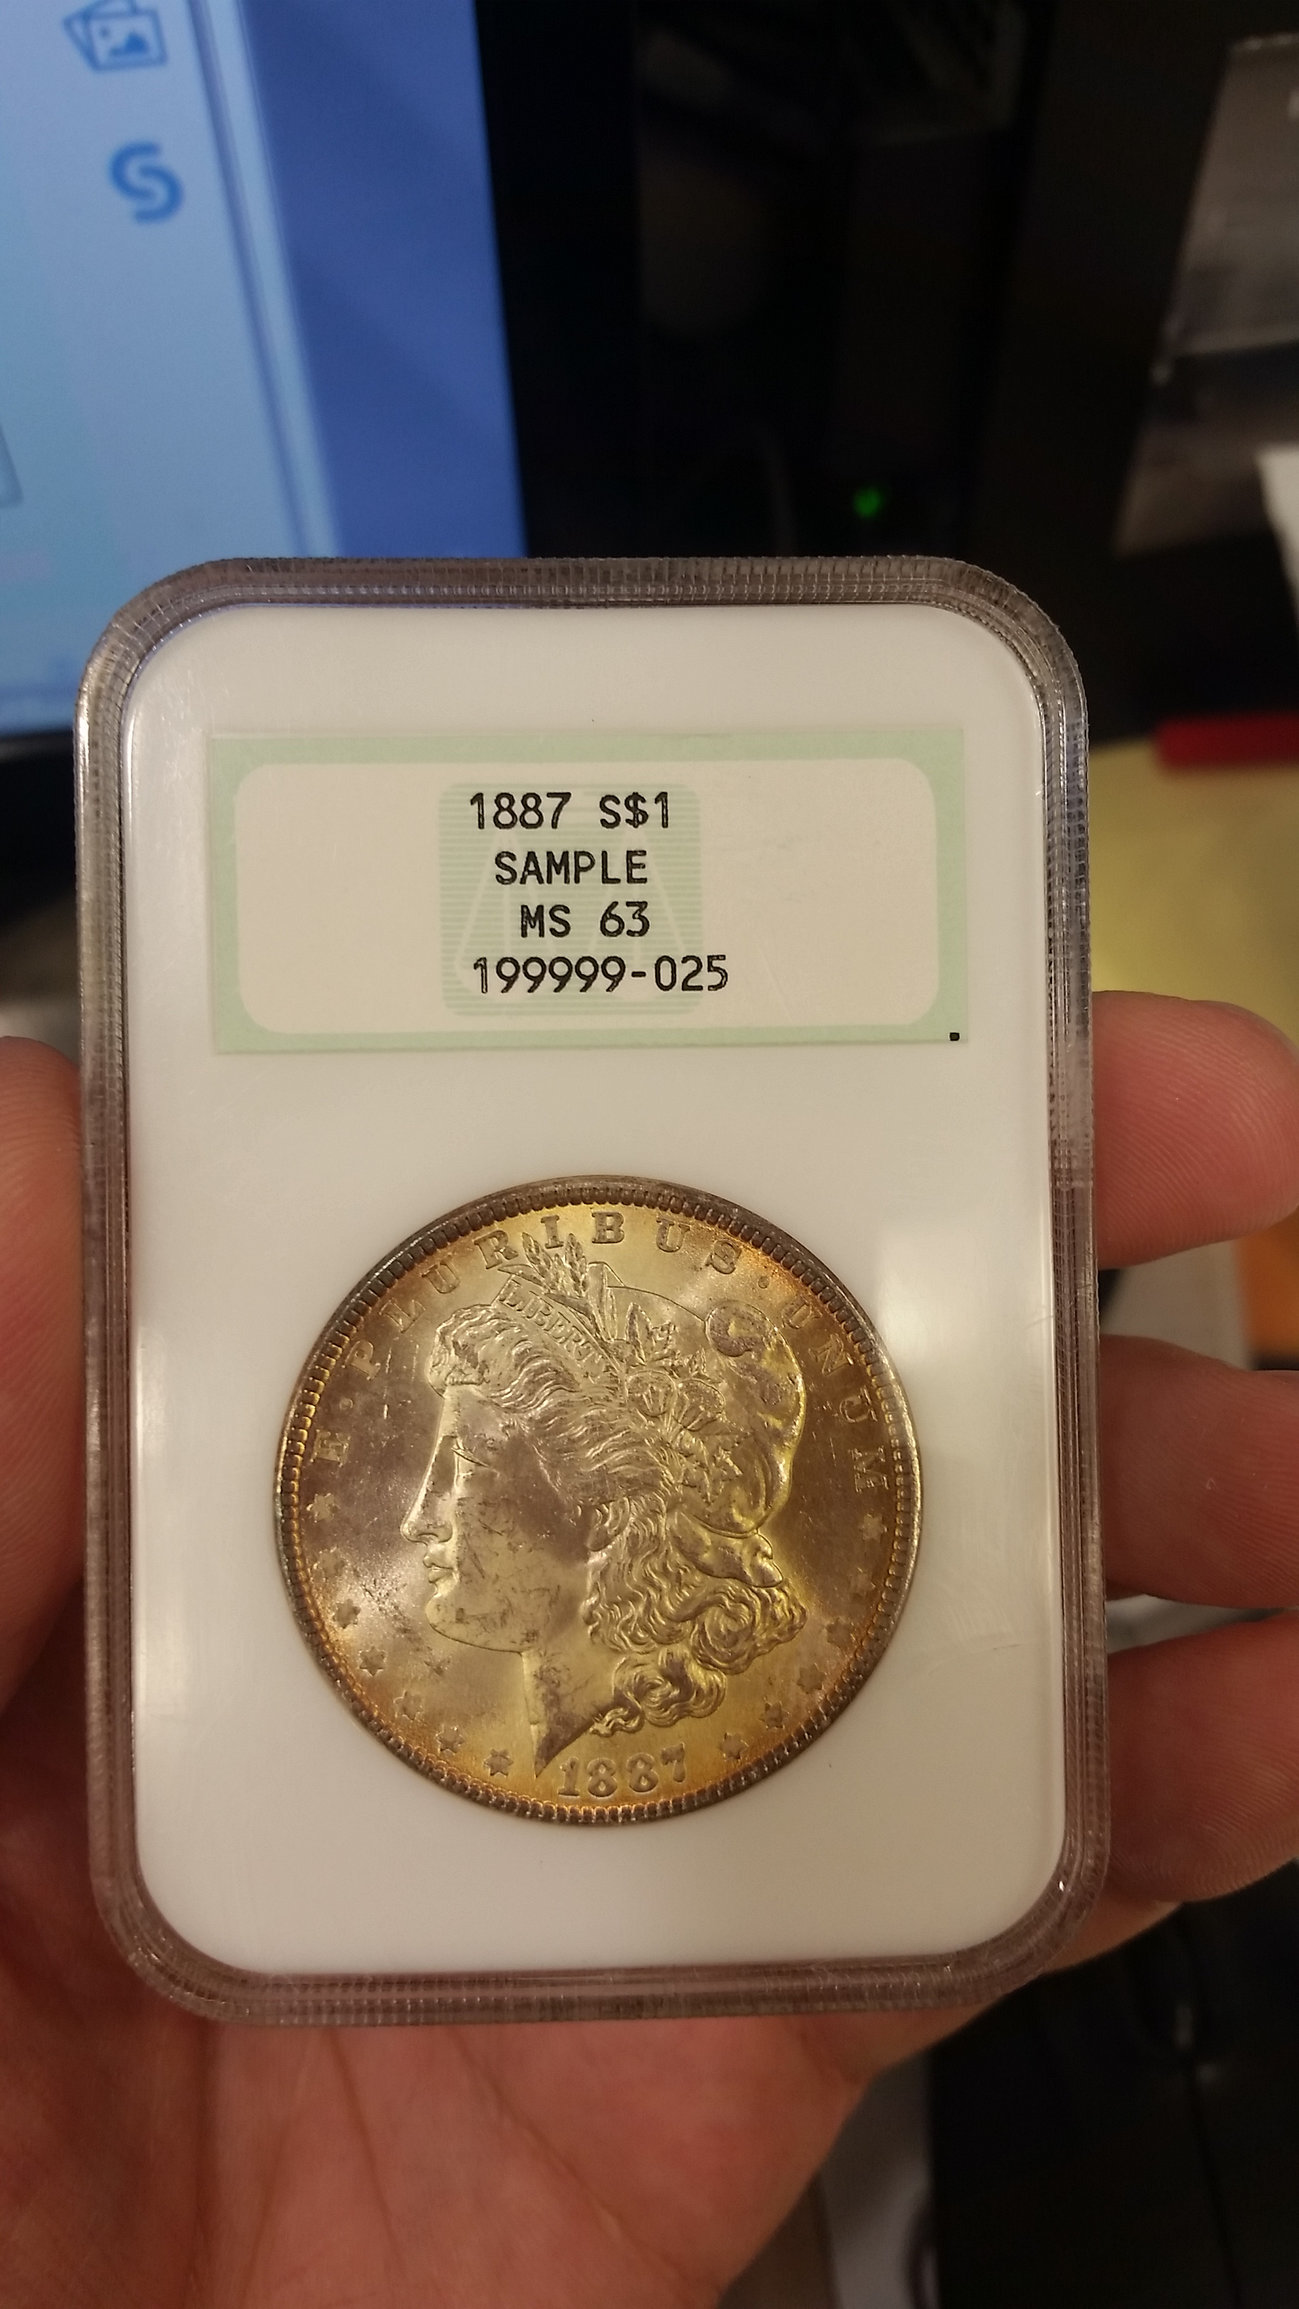 1887 S$1
SAMPLE
MS 63
199999-025
E · PLURIBUS · UNUM
LIBERTY
1887